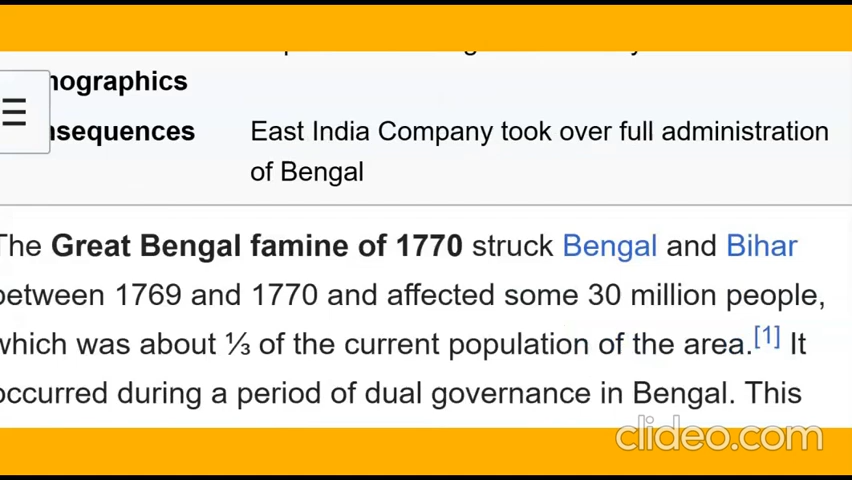 nographics
nsequences East India Company took over full administration
of Bengal
The Great Bengal famine of 1770 struck Bengal and Bihar
between 1769 and 1770 and affected some 30 million people,
which was about ⅓ of the current population of the area.[1] It
occurred during a period of dual governance in Bengal. This
clideo.com